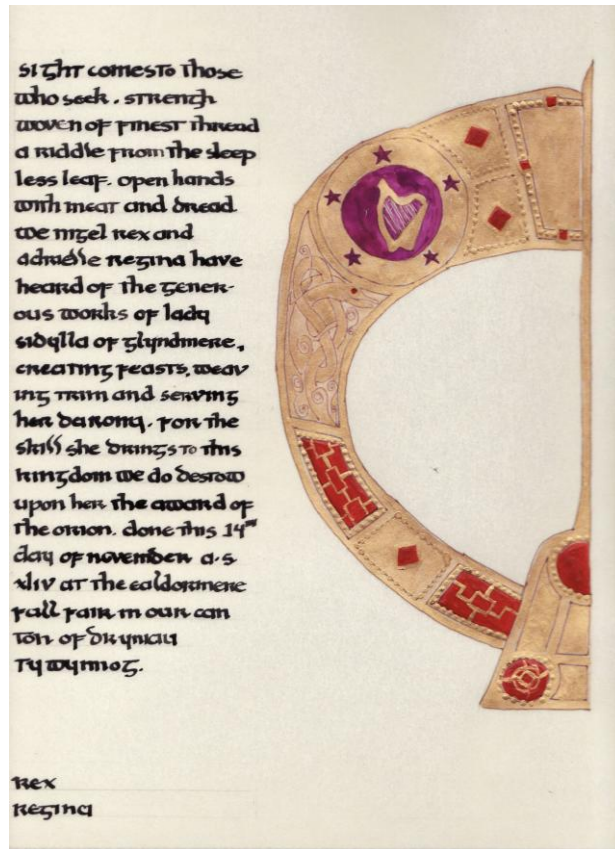 sight comes to those
who seek. strength
woven of finest thread
a riddle from the sleep
less leaf. open hands
with meat and bread
we nigel rex and
adrielle regina have
heard of the gener-
ous works of lady
sibylla of glyndmere,
creating feasts, weav
ing trim and serving
her barony. for the
skill she brings to this
kingdom we do bestow
upon her the award of
the orion. done this 14th
day of november a.s
xliv at the ealdormere
fall fair in our can
ton of bryniau
tywynnog.
rex
regina